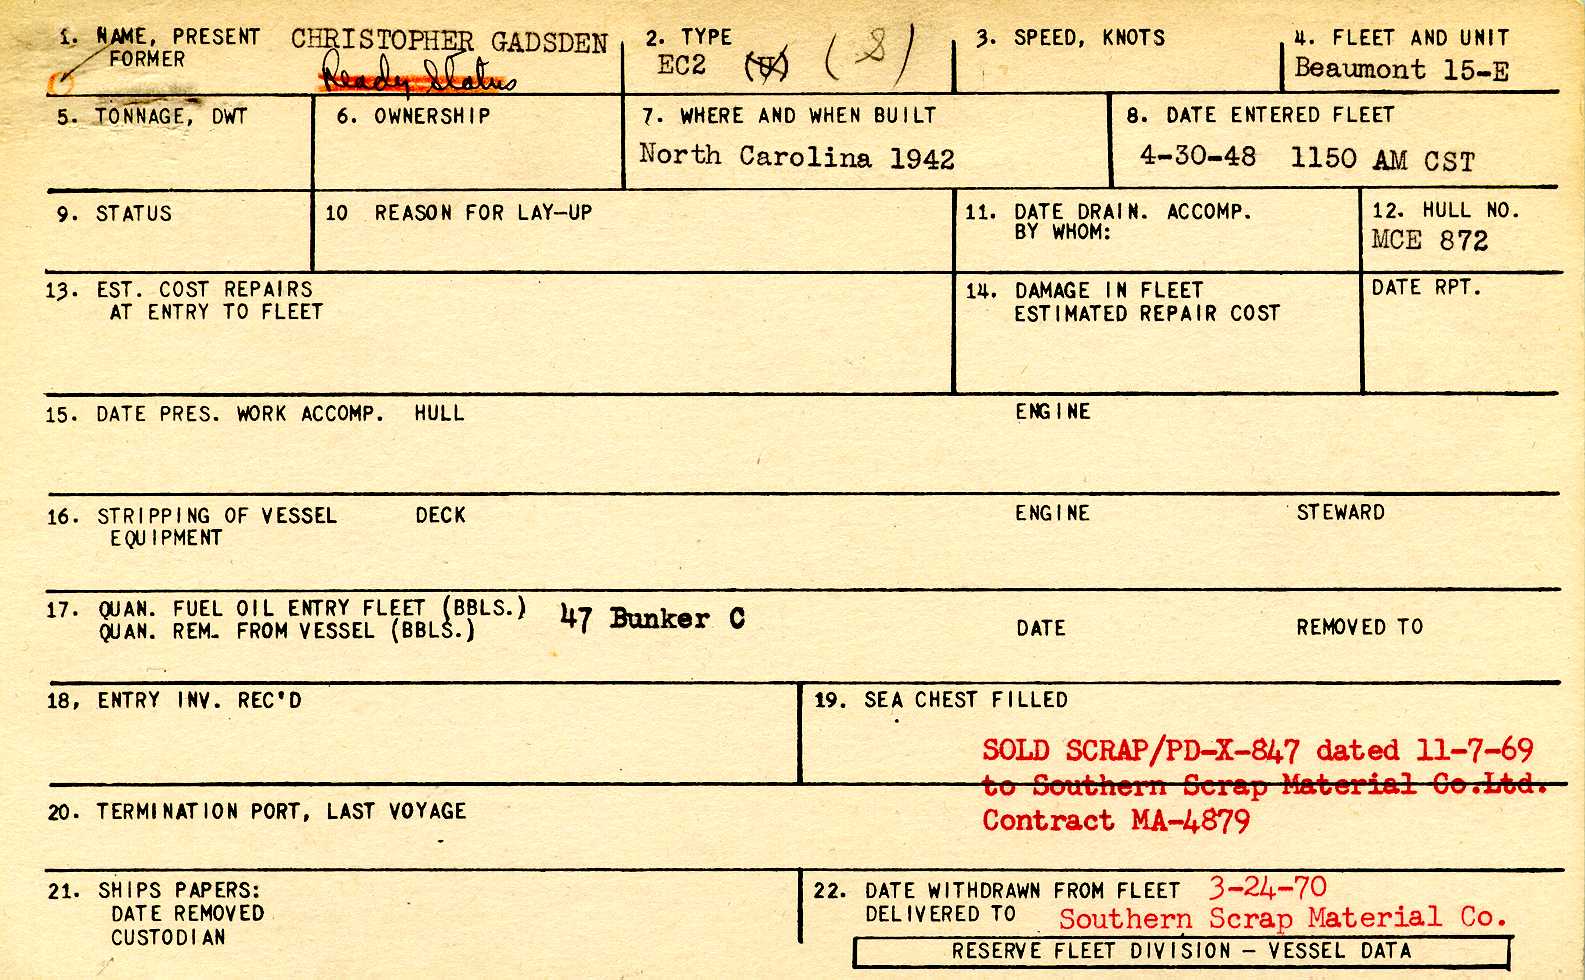 1. NAME, PRESENT CHRISTOPHER GADSDEN 2. TYPE 3. SPEED, KNOTS 4. FLEET AND UNIT
FORMER Ready Status EC2 (V) (S) Beaumont 15-E
5. TONNAGE, DWT 6. OWNERSHIP 7. WHERE AND WHEN BUILT 8. DATE ENTERED FLEET
North Carolina 1942 4-30-48 1150 AM CST
9. STATUS 10 REASON FOR LAY-UP 11. DATE DRAIN. ACCOMP. 12. HULL NO.
BY WHOM: MCE 872
13. EST. COST REPAIRS 14. DAMAGE IN FLEET DATE RPT.
AT ENTRY TO FLEET ESTIMATED REPAIR COST
15. DATE PRES. WORK ACCOMP. HULL ENGINE
16. STRIPPING OF VESSEL DECK ENGINE STEWARD
EQUIPMENT
17. QUAN. FUEL OIL ENTRY FLEET (BBLS.) 47 Bunker C
QUAN. REM. FROM VESSEL (BBLS.) DATE REMOVED TO
18, ENTRY INV. REC'D 19. SEA CHEST FILLED
SOLD SCRAP/PD-X-847 dated 11-7-69
to Southern Scrap Material Co.Ltd.
20. TERMINATION PORT, LAST VOYAGE Contract MA-4879
21. SHIPS PAPERS: 22. DATE WITHDRAWN FROM FLEET 3-24-70
DATE REMOVED DELIVERED TO Southern Scrap Material Co.
CUSTODIAN
RESERVE FLEET DIVISION - VESSEL DATA